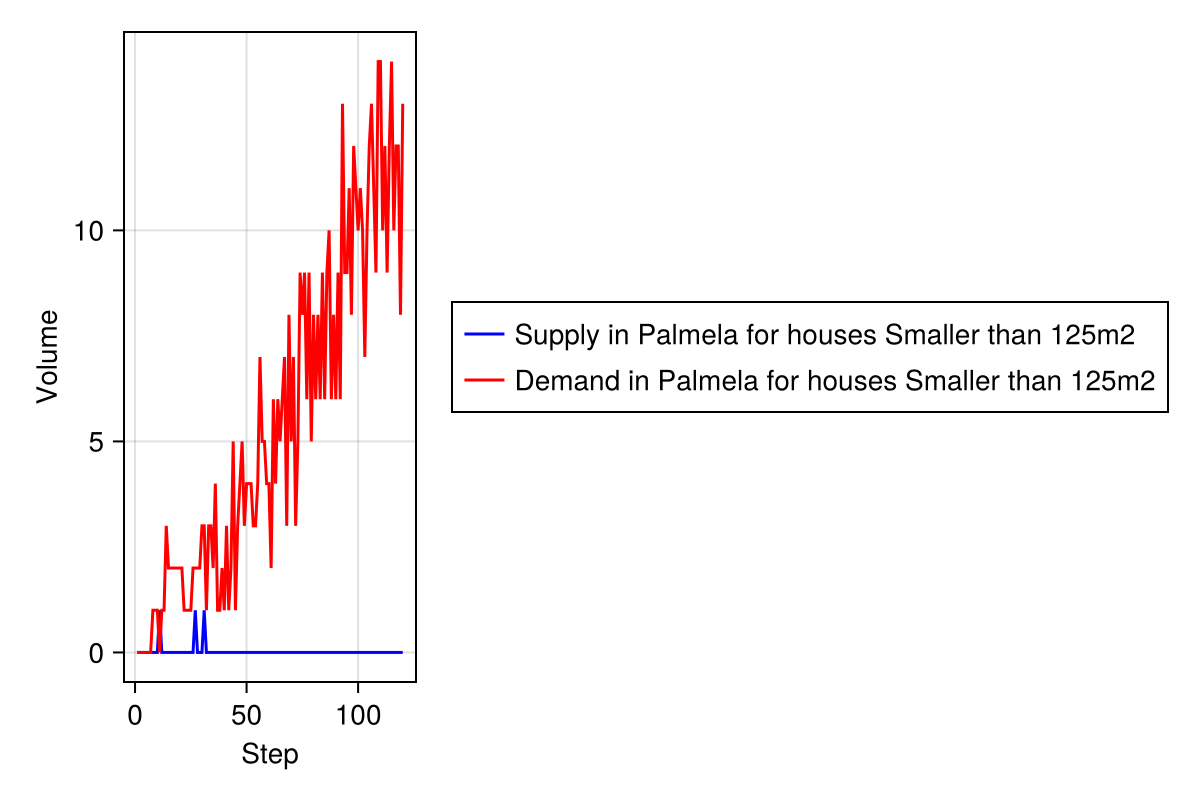 Volume
10
5
0
0 50 100
Step
Supply in Palmela for houses Smaller than 125m2
Demand in Palmela for houses Smaller than 125m2